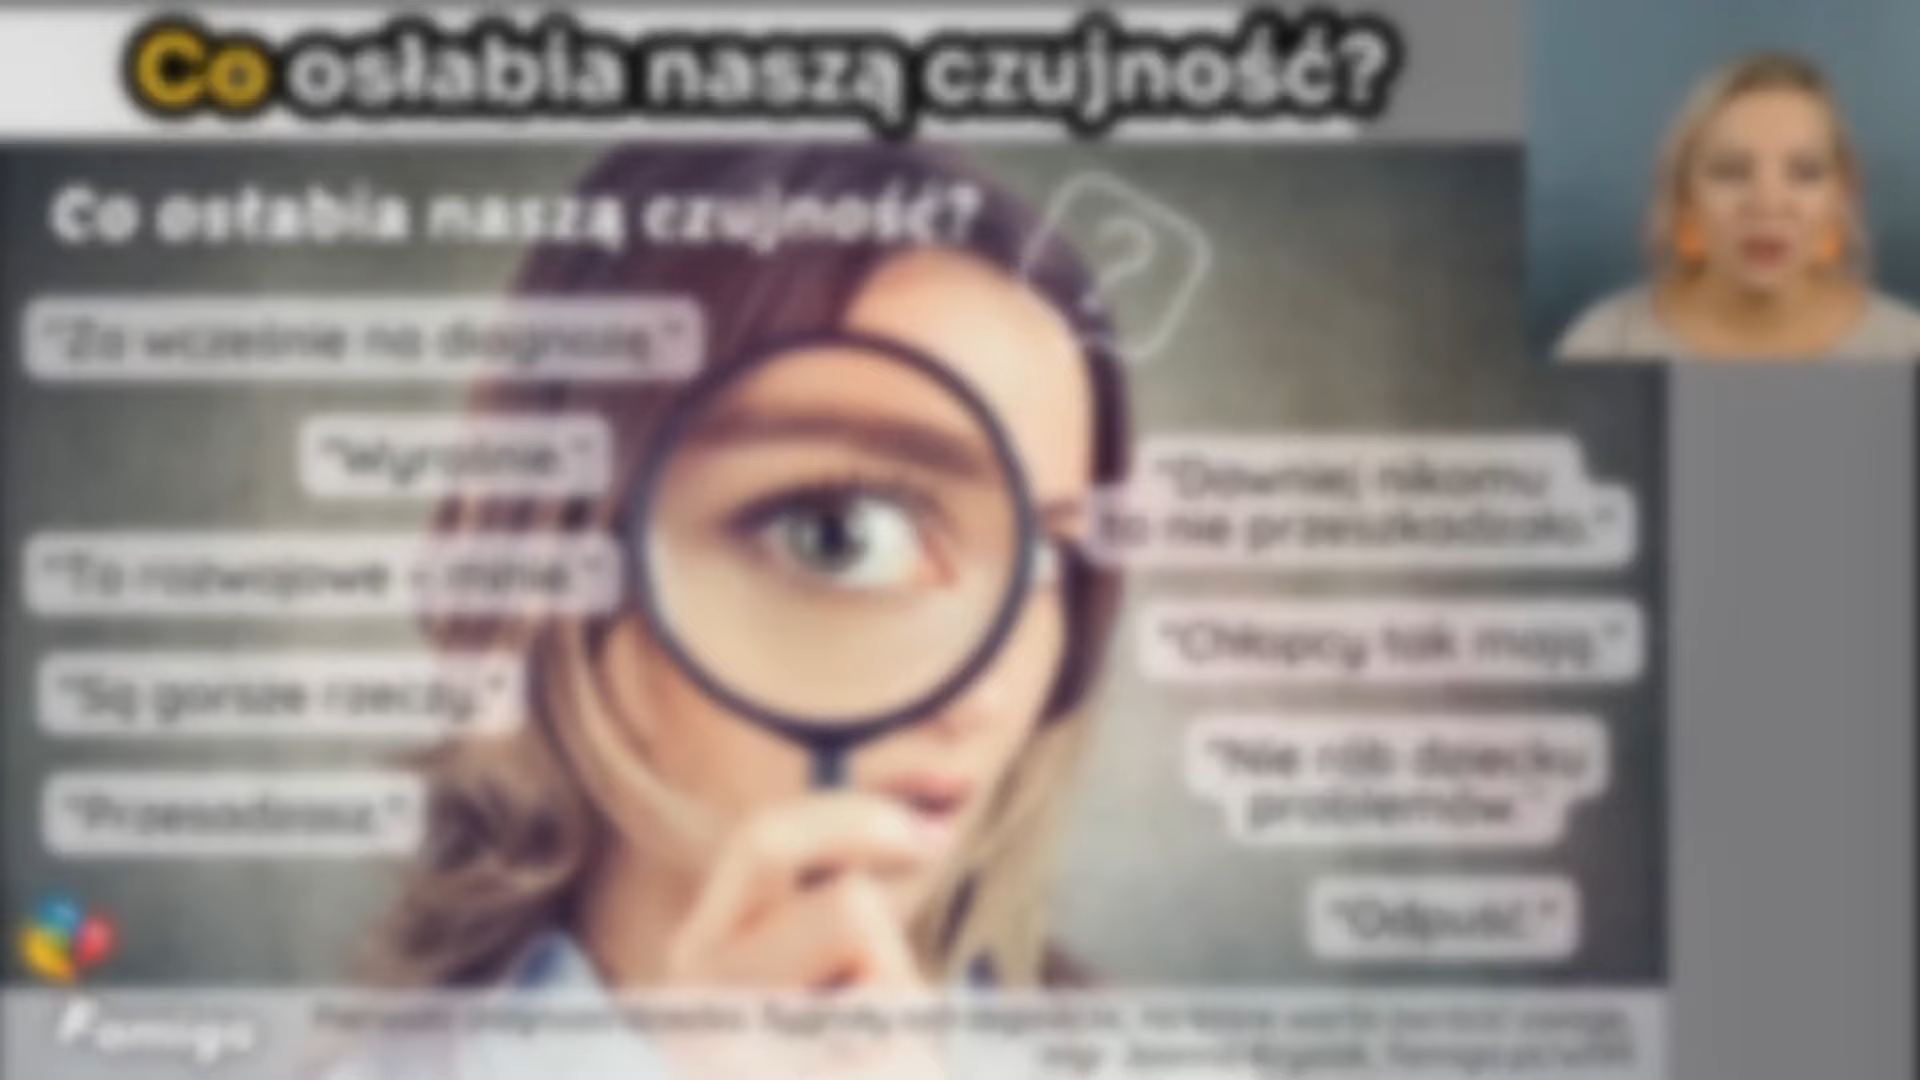 Co osłabia naszą czujność?
Co osłabia naszą czujność?
"Za wcześnie na diagnozę."
"Wyrośnie."
"To rozwojowe - minie."
"Są gorsze rzeczy."
"Przesadzasz."
"Dawniej nikomu
to nie przeszkadzało."
"Chłopcy tak mają."
"Nie rób dziecku
problemów."
"Odpuść."
Famigo